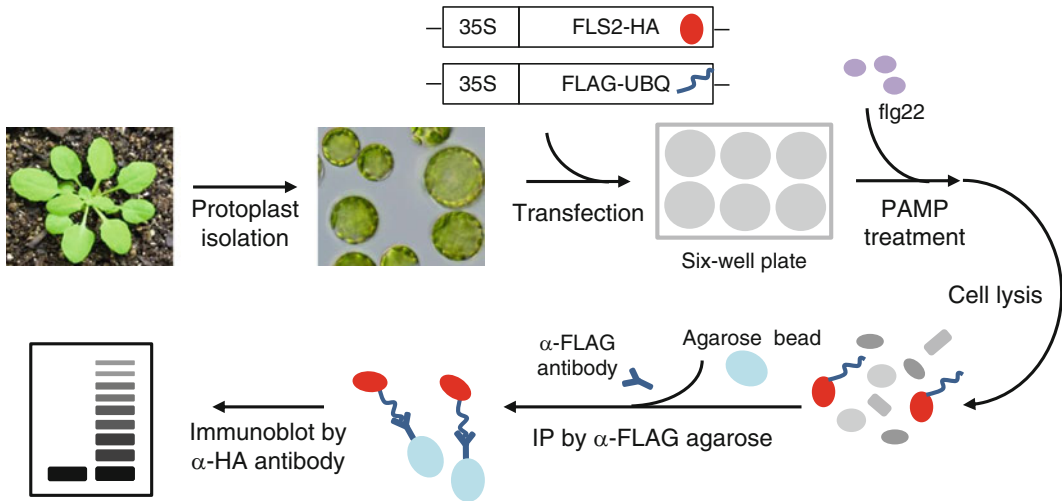 35S FLS2-HA
35S FLAG-UBQ
flg22
Protoplast
isolation
Transfection
PAMP
treatment
Six-well plate
Cell lysis
α-FLAG
antibody
Agarose bead
Immunoblot by
α-HA antibody
IP by α-FLAG agarose